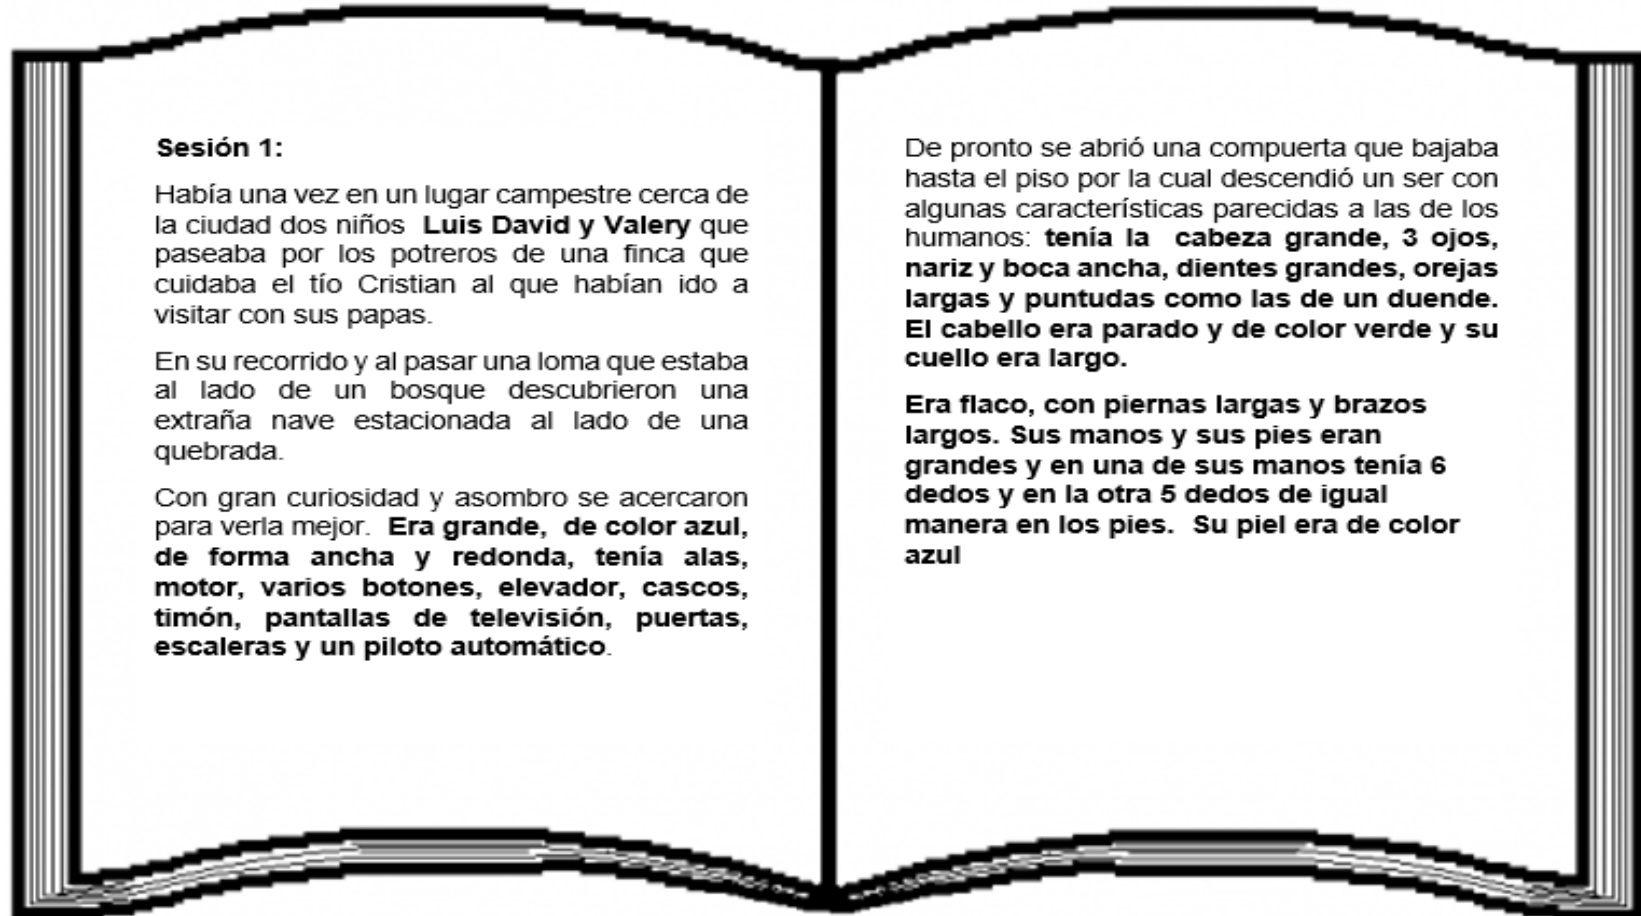 Sesión 1:
Había una vez en un lugar campestre cerca de
la ciudad dos niños Luis David y Valery que
paseaba por los potreros de una finca que
cuidaba el tío Cristian al que habían ido a
visitar con sus papas.
En su recorrido y al pasar una loma que estaba
al lado de un bosque descubrieron una
extraña nave estacionada al lado de una
quebrada.
Con gran curiosidad y asombro se acercaron
para verla mejor. Era grande, de color azul,
de forma ancha y redonda, tenía alas,
motor, varios botones, elevador, cascos,
timón, pantallas de televisión, puertas,
escaleras y un piloto automático.
De pronto se abrió una compuerta que bajaba
hasta el piso por la cual descendió un ser con
algunas características parecidas a las de los
humanos: tenía la cabeza grande, 3 ojos,
nariz y boca ancha, dientes grandes, orejas
largas y puntudas como las de un duende.
El cabello era parado y de color verde y su
cuello era largo.
Era flaco, con piernas largas y brazos
largos. Sus manos y sus pies eran
grandes y en una de sus manos tenía 6
dedos y en la otra 5 dedos de igual
manera en los pies. Su piel era de color
azul